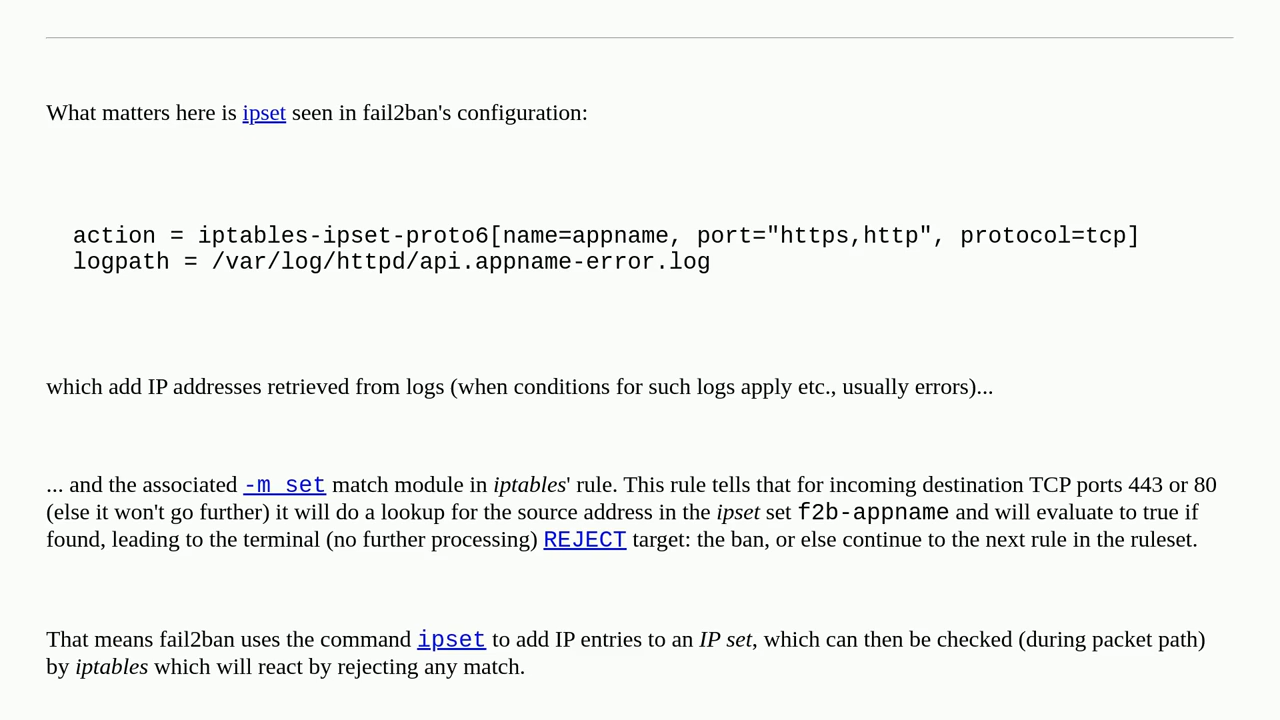 What matters here is ipset seen in fail2ban's configuration:
action = iptables-ipset-proto6[name=appname, port="https,http", protocol=tcp]
logpath = /var/log/httpd/api.appname-error.log
which add IP addresses retrieved from logs (when conditions for such logs apply etc., usually errors)...
... and the associated -m set match module in iptables' rule. This rule tells that for incoming destination TCP ports 443 or 80
(else it won't go further) it will do a lookup for the source address in the ipset set f2b-appname and will evaluate to true if
found, leading to the terminal (no further processing) REJECT target: the ban, or else continue to the next rule in the ruleset.
That means fail2ban uses the command ipset to add IP entries to an IP set, which can then be checked (during packet path)
by iptables which will react by rejecting any match.